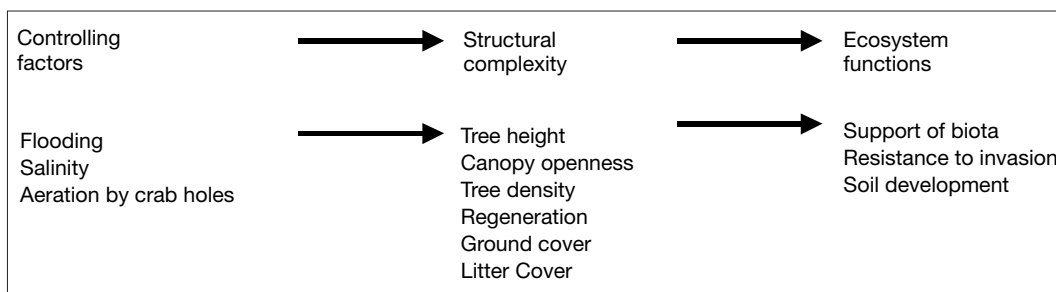 Controlling
factors
Structural
complexity
Ecosystem
functions
Flooding
Salinity
Aeration by crab holes
Tree height
Canopy openness
Tree density
Regeneration
Ground cover
Litter Cover
Support of biota
Resistance to invasion
Soil development